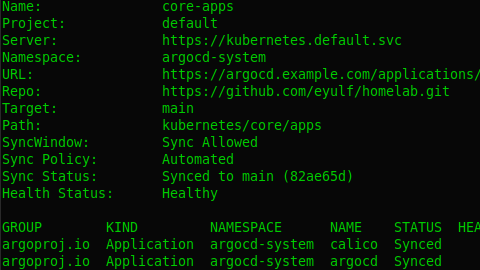 Name: core-apps
Project: default
Server: https://kubernetes.default.svc
Namespace: argocd-system
URL: https://argocd.example.com/applications/
Repo: https://github.com/eyulf/homelab.git
Target: main
Path: kubernetes/core/apps
SyncWindow: Sync Allowed
Sync Policy: Automated
Sync Status: Synced to main (82ae65d)
Health Status: Healthy
GROUP KIND NAMESPACE NAME STATUS HEA
argoproj.io Application argocd-system calico Synced
argoproj.io Application argocd-system argocd Synced